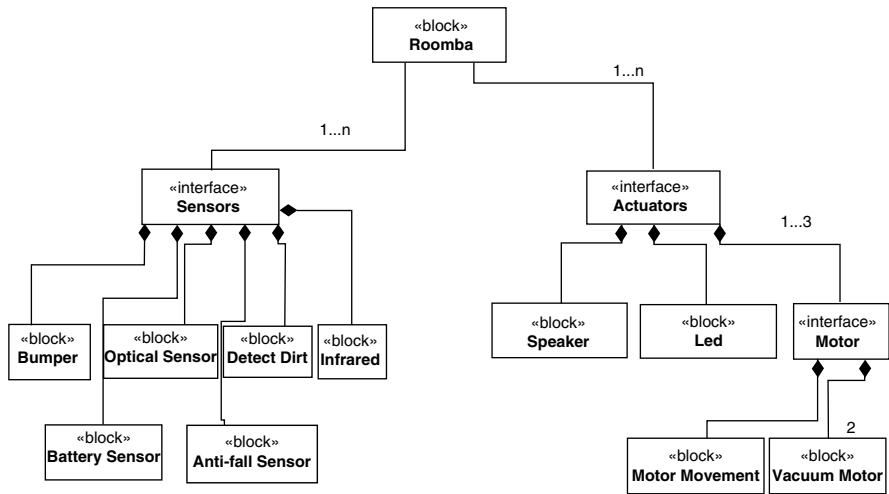 «block»
Roomba
1...n
1...n
«interface»
Sensors
«interface»
Actuators
1...3
«block»
Bumper
«block»
Optical Sensor
«block»
Detect Dirt
«block»
Infrared
«block»
Speaker
«block»
Led
«interface»
Motor
«block»
Battery Sensor
«block»
Anti-fall Sensor
2
«block»
Motor Movement
«block»
Vacuum Motor